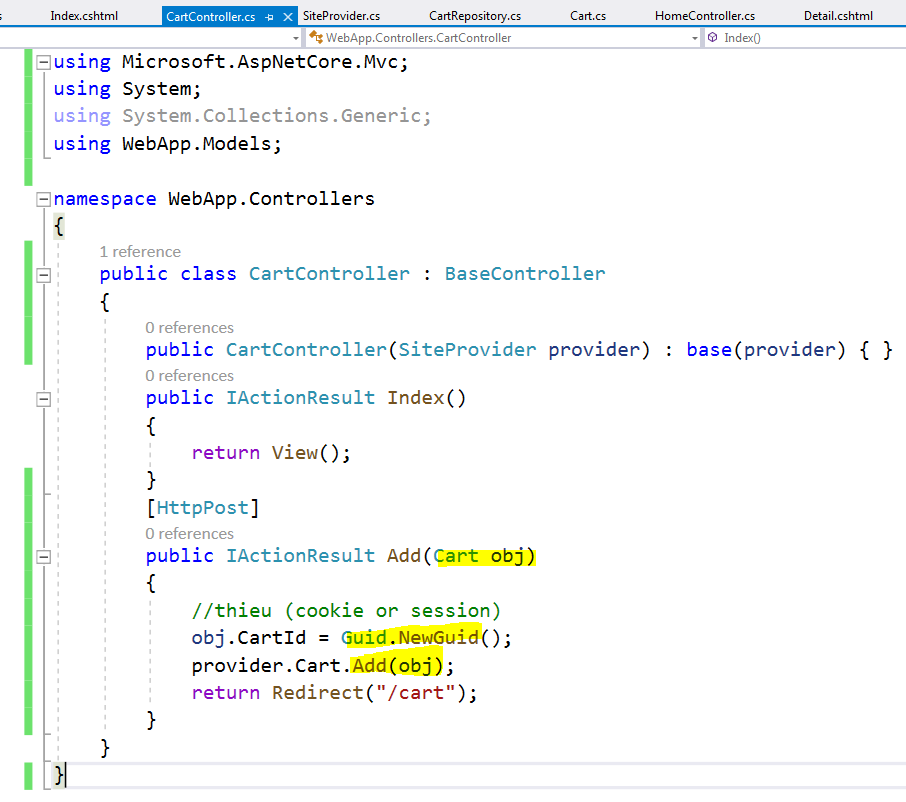 s
Index.cshtml
CartController.cs
SiteProvider.cs
CartRepository.cs
Cart.cs
HomeController.cs
Detail.cshtml
WebApp.Controllers.CartController
Index()
using Microsoft.AspNetCore.Mvc;
using System;
using System.Collections.Generic;
using WebApp.Models;
namespace WebApp.Controllers
{
1 reference
public class CartController : BaseController
{
0 references
public CartController(SiteProvider provider) : base(provider) { }
0 references
public IActionResult Index()
{
return View();
}
[HttpPost]
0 references
public IActionResult Add(Cart obj)
{
//thieu (cookie or session)
obj.CartId = Guid.NewGuid();
provider.Cart.Add(obj);
return Redirect("/cart");
}
}
}